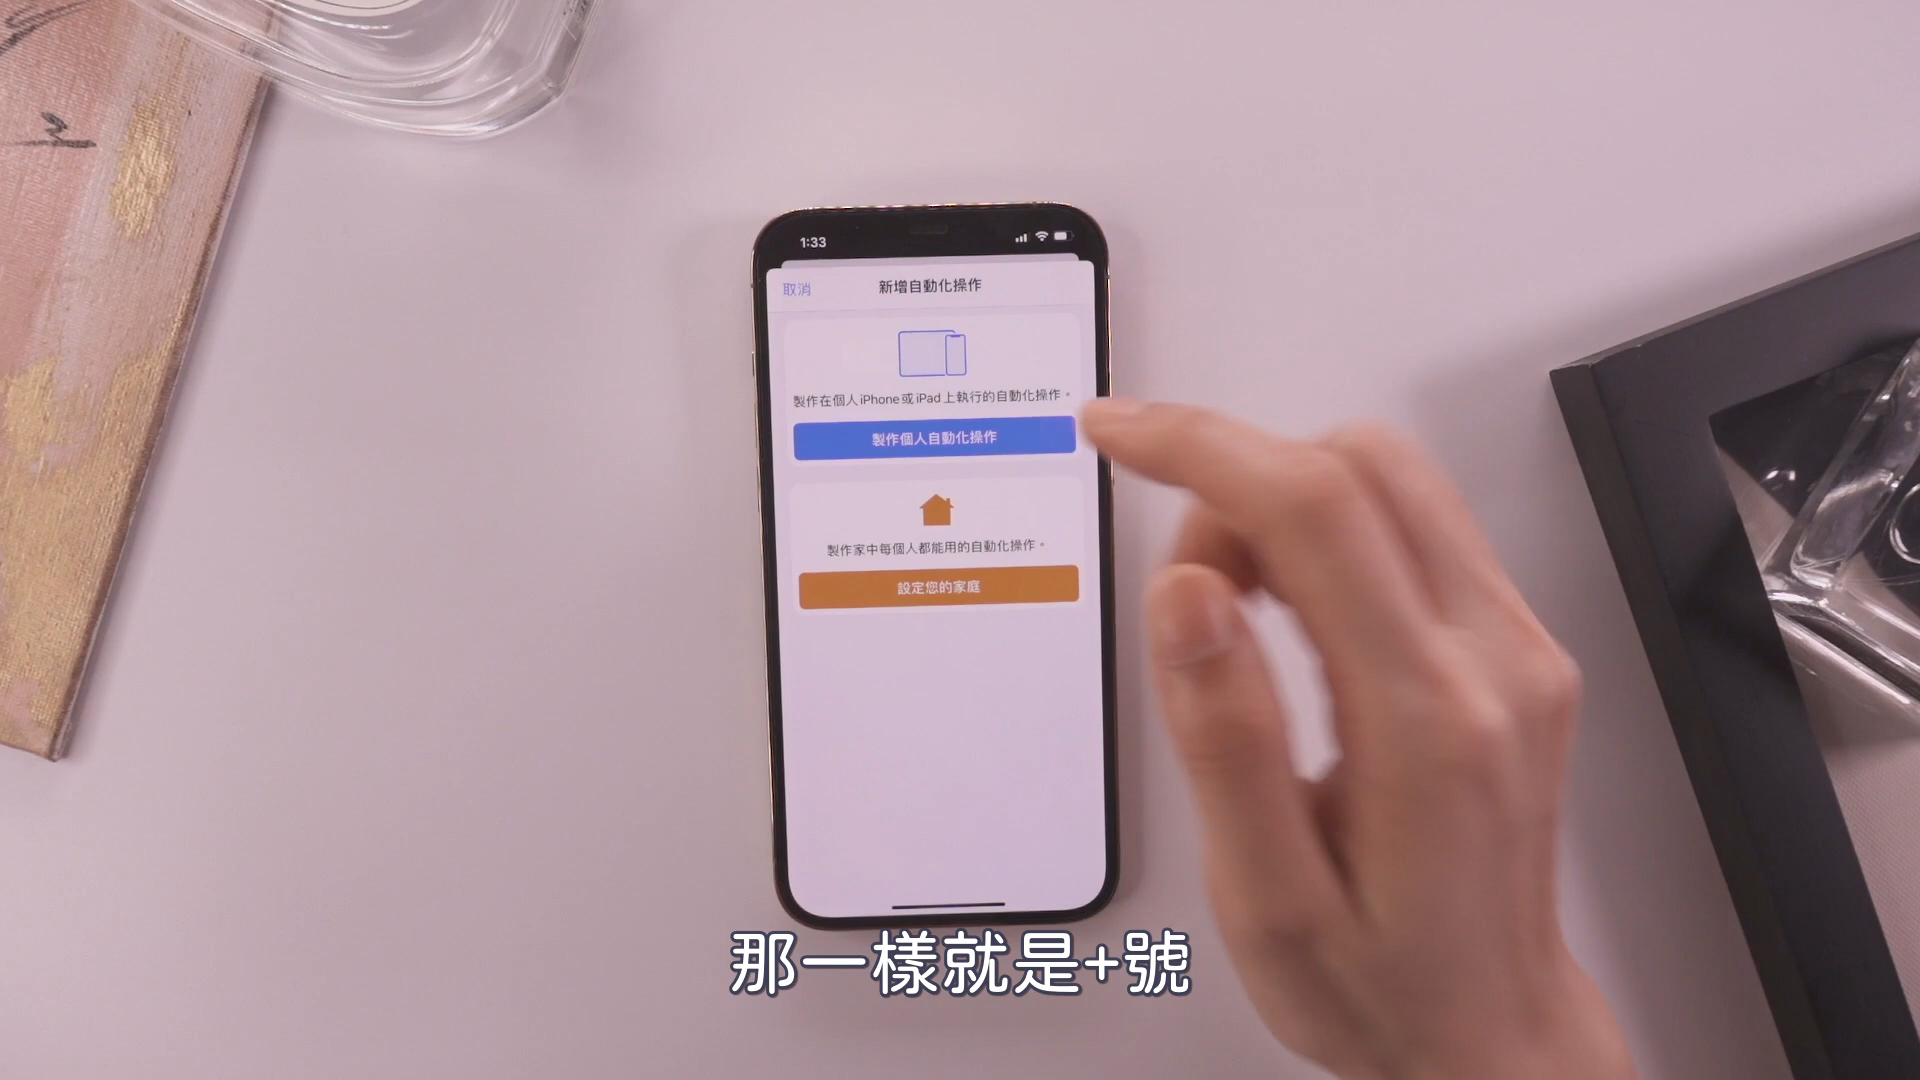 1:33
取消
新增自動化操作
製作在個人iPhone或iPad上執行的自動化操作。
製作個人自動化操作
製作家中每個人都能用的自動化操作。
設定您的家庭
那一樣就是+號